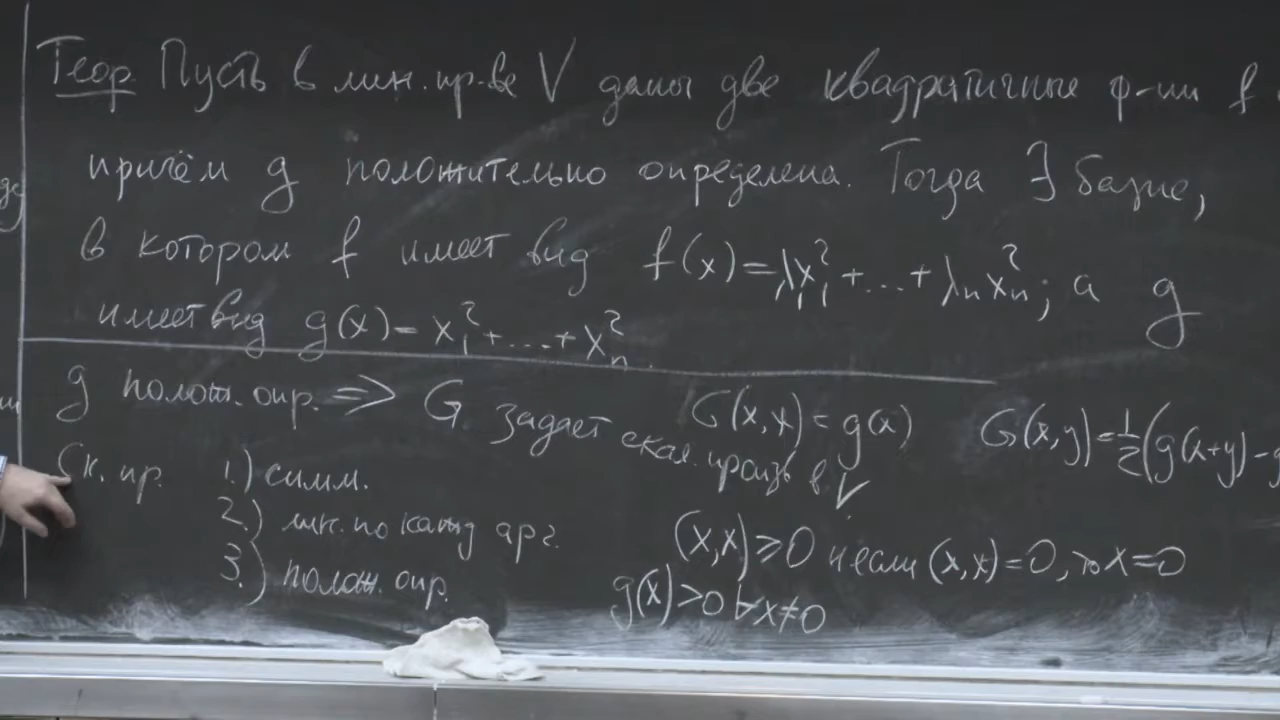 Теор. Пусть в лин. пр-ве V даны две квадратичные ф-ии f
причём g положительно определена. Тогда ∃ базис,
в котором f имеет вид f(x)=λ₁x₁²+...+λₙxₙ²; а g
имеет вид g(x)=x₁²+...+xₙ².
g полож. опр. => G задает скал. произв в V G(x,x)=g(x) G(x,y)=½(g(x+y)-g
Ск. пр. 1.) симм.
2.) лин. по кажд арг.
3.) полож. опр. (x,x)⩾0 и если (x,x)=0, то x=0
g(x)>0 ∀x≠0